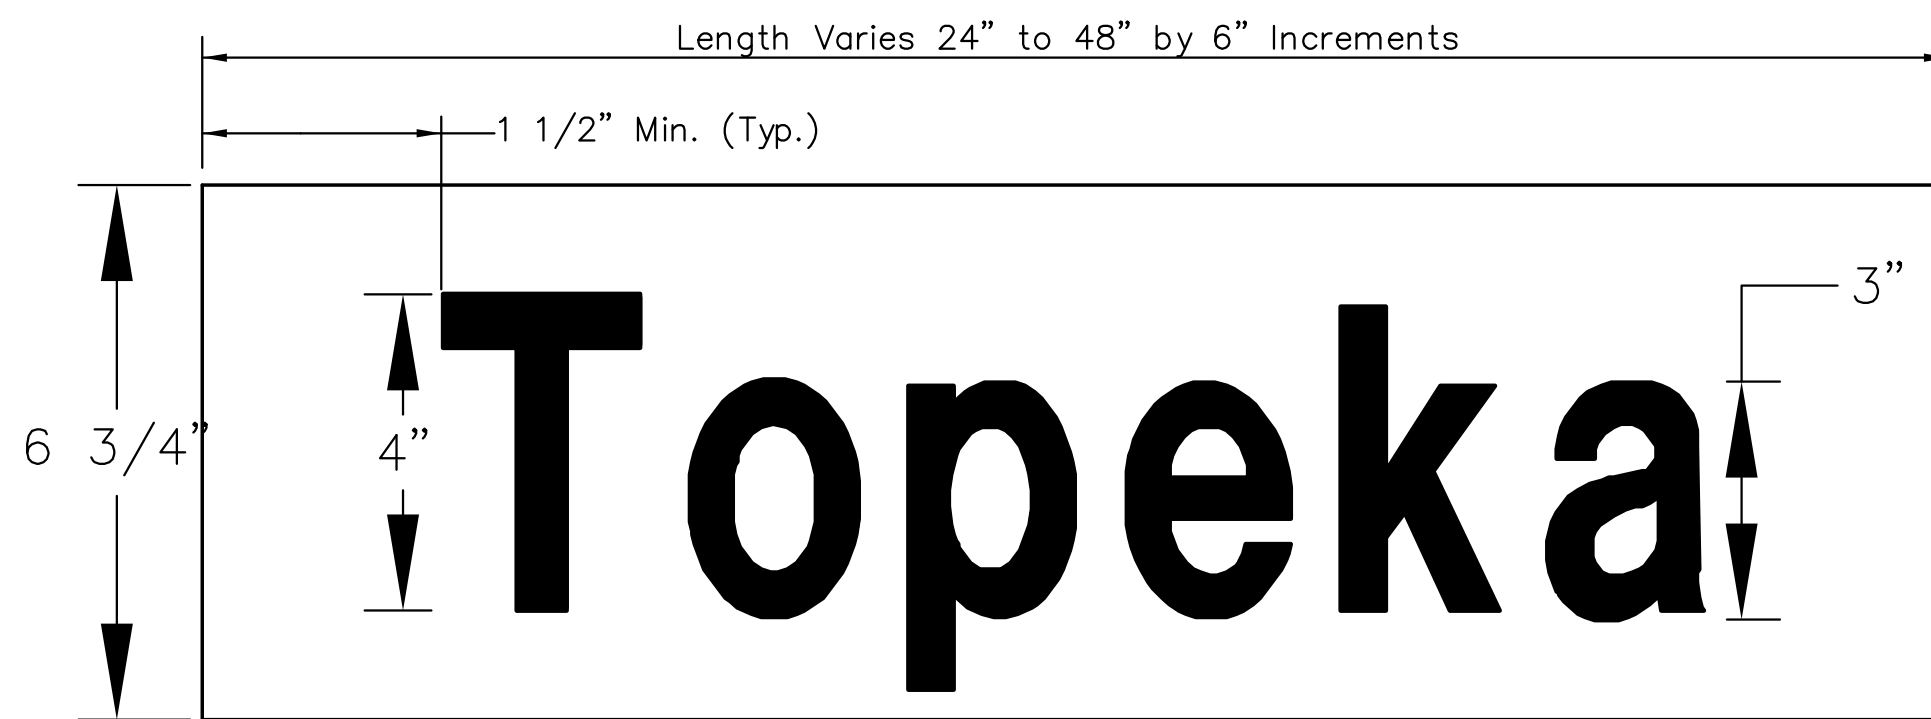 Length Varies 24” to 48” by 6” Increments
1 1/2” Min. (Typ.)
3”
6 3/4”
4”
Topeka